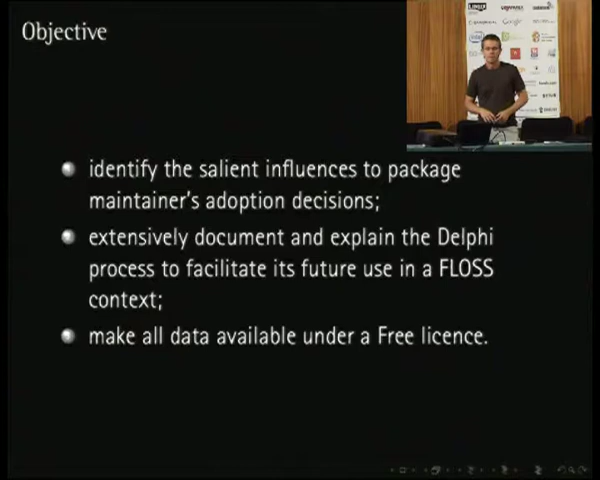 Objective
Google
identify the salient influences to package
maintainer's adoption decisions;
extensively document and explain the Delphi
process to facilitate its future use in a FLOSS
context;
make all data available under a Free licence.